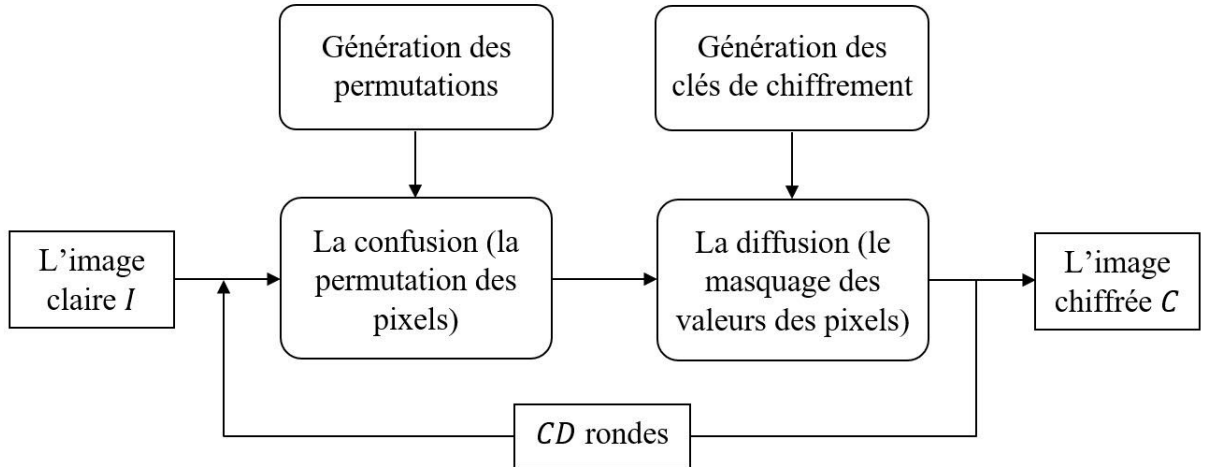 Génération des
permutations
Génération des
clés de chiffrement
L’image
claire I
La confusion (la
permutation des
pixels)
La diffusion (le
masquage des
valeurs des pixels)
L’image
chiffrée C
CD rondes